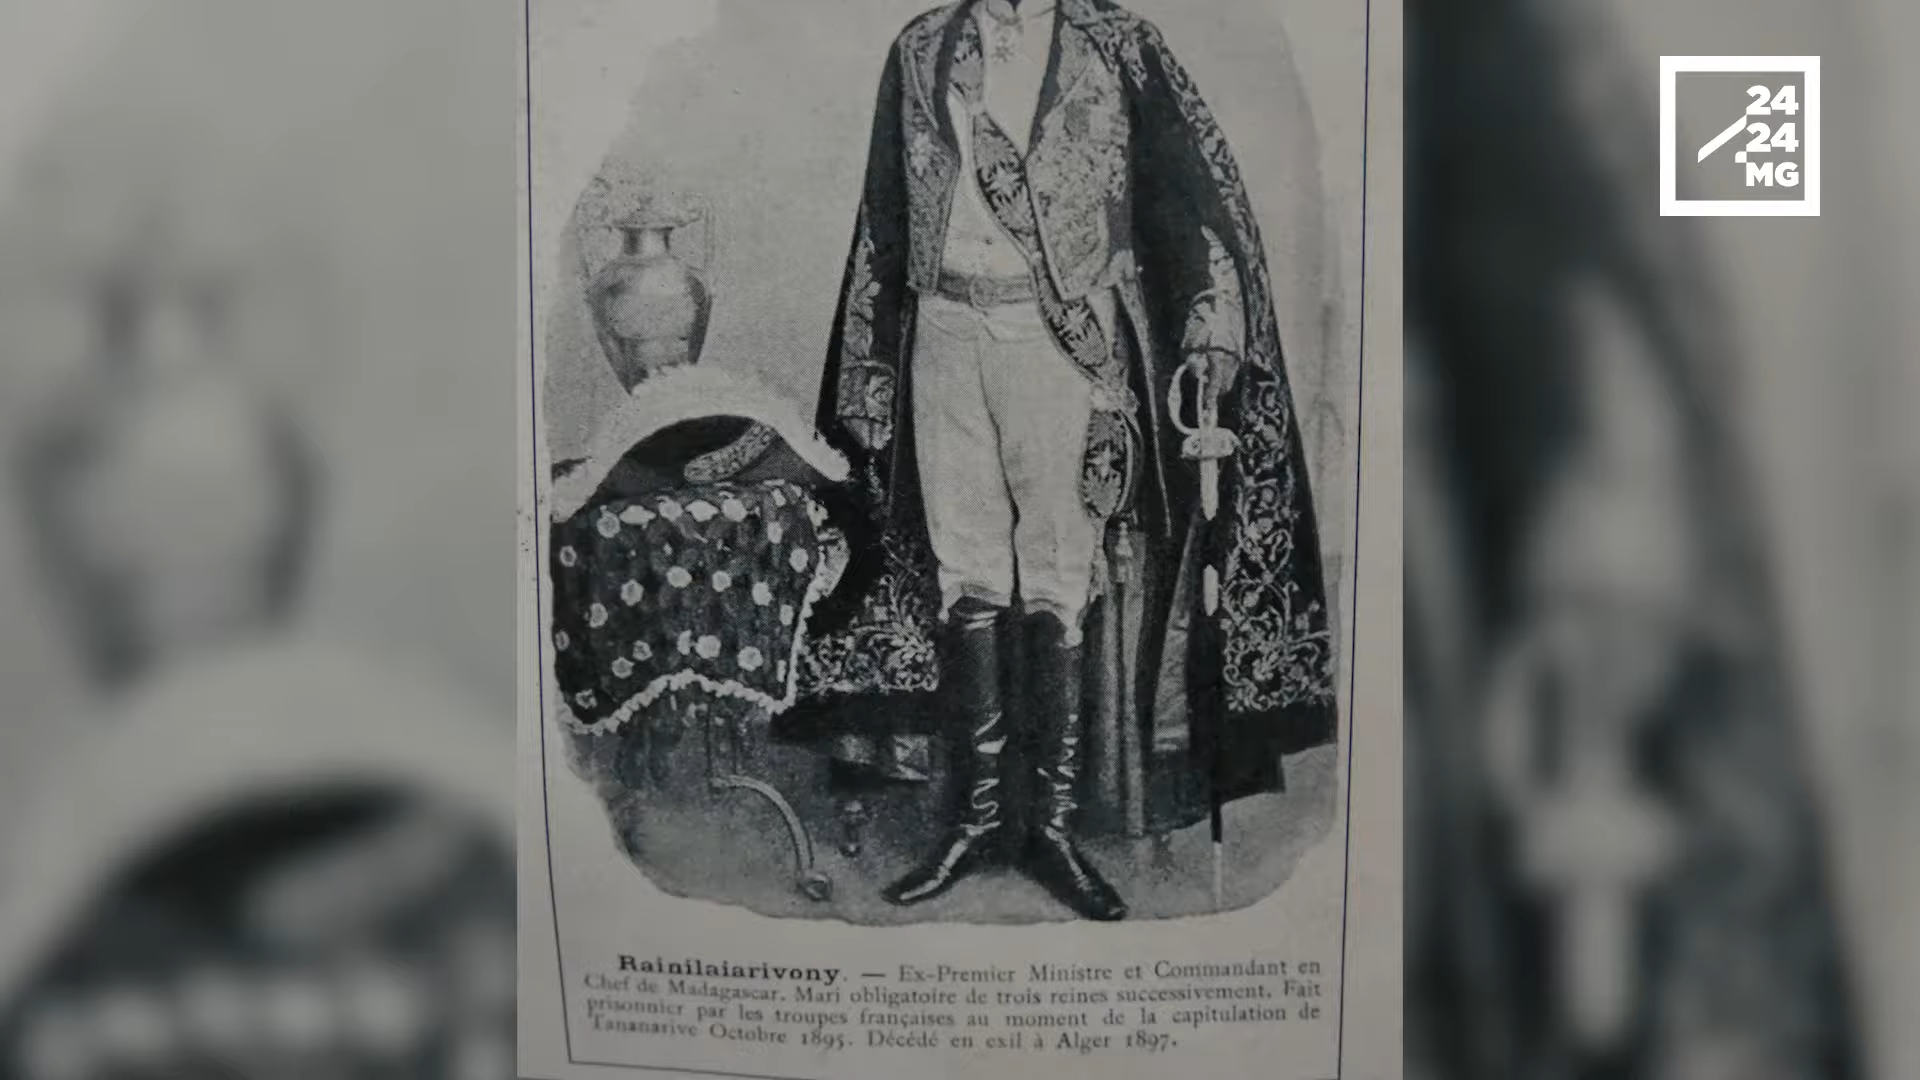 24
24
MG
Rainilaiarivony. — Ex-Premier Ministre et Commandant en
Chef de Madagascar. Mari obligatoire de trois reines successivement. Fait
prisonnier par les troupes françaises au moment de la capitulation de
Tananarive Octobre 1895. Décédé en exil à Alger 1897.